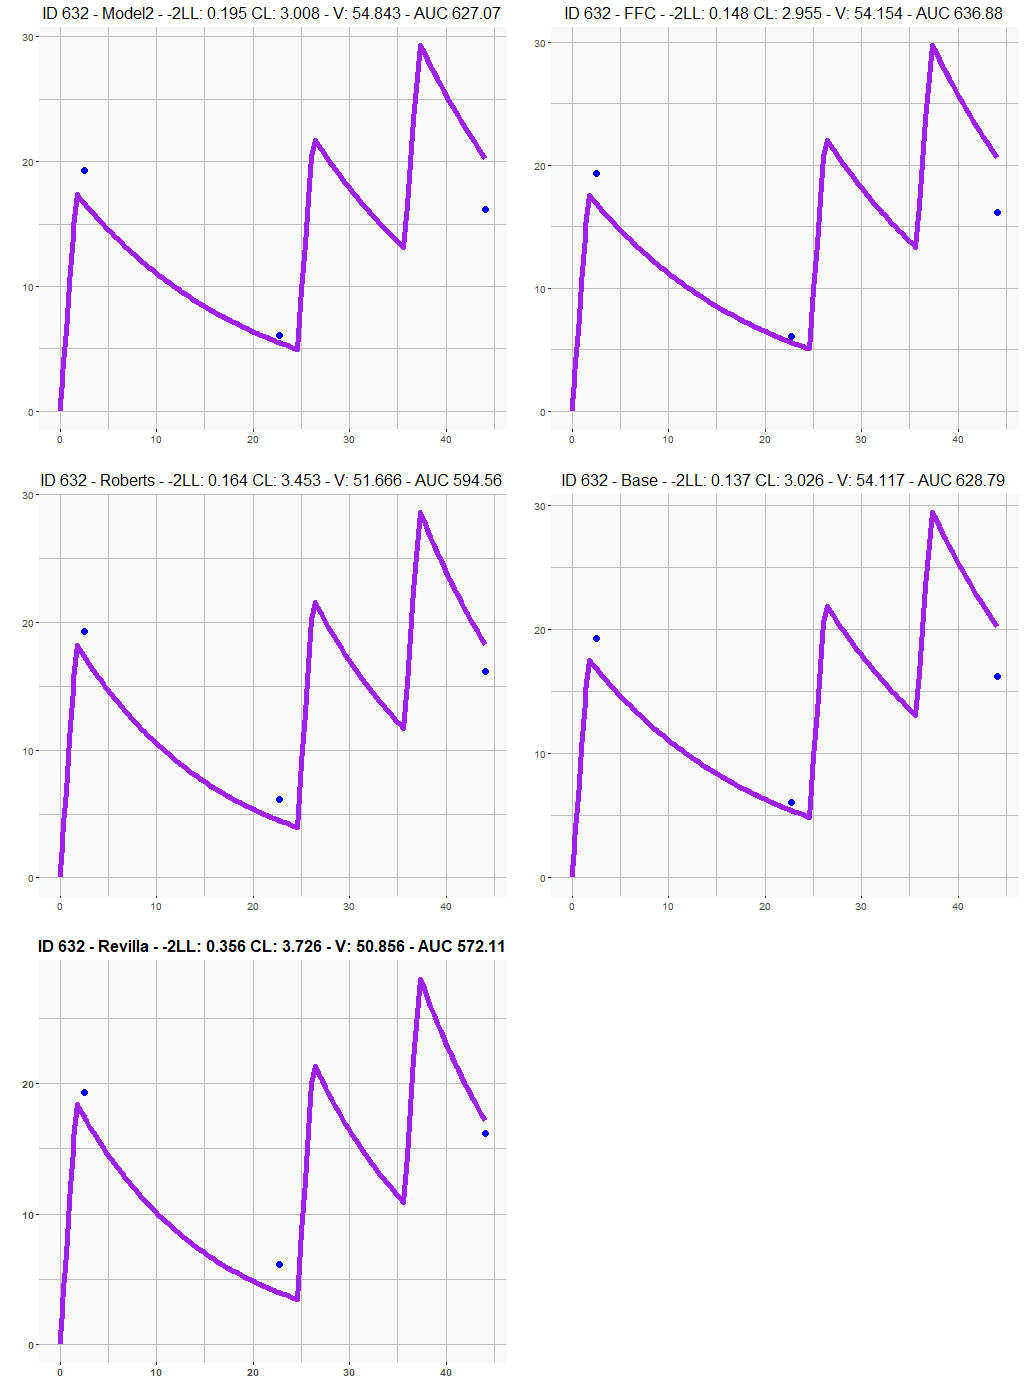 ID 632 - Model2 - -2LL: 0.195 CL: 3.008 - V: 54.843 - AUC 627.07
30
20
10
0
0 10 20 30 40
ID 632 - FFC - -2LL: 0.148 CL: 2.955 - V: 54.154 - AUC 636.88
30
20
10
0
0 10 20 30 40
ID 632 - Roberts - -2LL: 0.164 CL: 3.453 - V: 51.666 - AUC 594.56
30
20
10
0
0 10 20 30 40
ID 632 - Base - -2LL: 0.137 CL: 3.026 - V: 54.117 - AUC 628.79
30
20
10
0
0 10 20 30 40
ID 632 - Revilla - -2LL: 0.356 CL: 3.726 - V: 50.856 - AUC 572.11
20
10
0
0 10 20 30 40